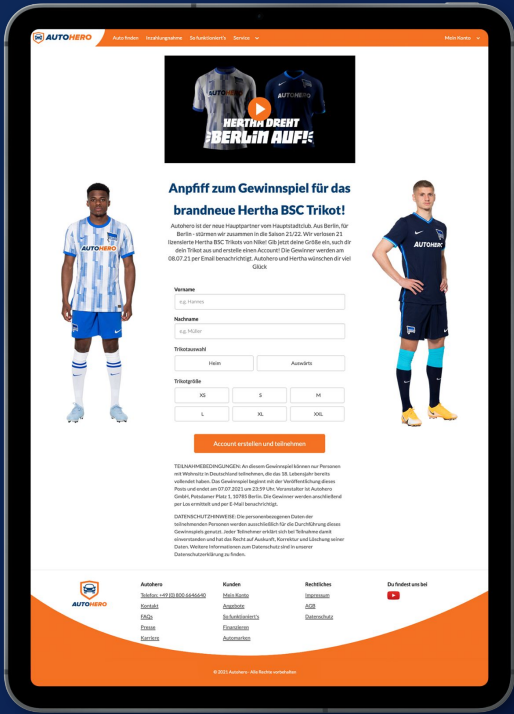 AUTOHERO
Auto finden Inzahlungnahme So funktioniert's Service
Mein Konto
AUTOHERO
AUTOHERO
HERTHA DREHT
BERLIN AUF!
Anpfiff zum Gewinnspiel für das
brandneue Hertha BSC Trikot!
Autohero ist der neue Hauptpartner vom Hauptstadtclub. Aus Berlin, für
Berlin - stürmen wir zusammen in die Saison 21/22. Wir verlosen 21
lizensierte Hertha BSC Trikots von Nike! Gib jetzt deine Größe ein, such dir
dein Trikot aus und erstelle einen Account! Die Gewinner werden am
08.07.21 per Email benachrichtigt. Autohero und Hertha wünschen dir viel
Glück
AUTOHERO
AUTOHERO
Vorname
e.g. Hannes
Nachname
e.g. Müller
Trikotauswahl
Heim
Auswärts
Trikotgröße
XS
S
M
L
XL
XXL
Account erstellen und teilnehmen
TEILNAHMEBEDINGUNGEN: An diesem Gewinnspiel können nur Personen
mit Wohnsitz in Deutschland teilnehmen, die das 18. Lebensjahr bereits
vollendet haben. Das Gewinnspiel beginnt mit der Veröffentlichung dieses
Posts und endet am 07.07.2021 um 23:59 Uhr. Veranstalter ist Autohero
GmbH, Potsdamer Platz 1, 10785 Berlin. Die Gewinner werden anschließend
per Los ermittelt und per E-Mail benachrichtigt.
DATENSCHUTZHINWEISE: Die personenbezogenen Daten der
teilnehmenden Personen werden ausschließlich für die Durchführung dieses
Gewinnspiels genutzt. Jeder Teilnehmer erklärt sich bei Teilnahme damit
einverstanden und hat das Recht auf Auskunft, Korrektur und Löschung seiner
Daten. Weitere Informationen zum Datenschutz sind in unserer
Datenschutzerklärung zu finden.
AUTOHERO
Autohero
Telefon: +49 (0) 800 6646640
Kontakt
FAQs
Presse
Karriere
Kunden
Mein Konto
Angebote
So funktioniert's
Finanzieren
Automarken
Rechtliches
Impressum
AGB
Datenschutz
Du findest uns bei
© 2021 Autohero - Alle Rechte vorbehalten